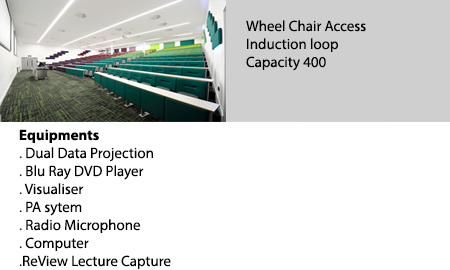 Wheel Chair Access
Induction loop
Capacity 400
Equipments
. Dual Data Projection
. Blu Ray DVD Player
. Visualiser
. PA sytem
. Radio Microphone
. Computer
.ReView Lecture Capture